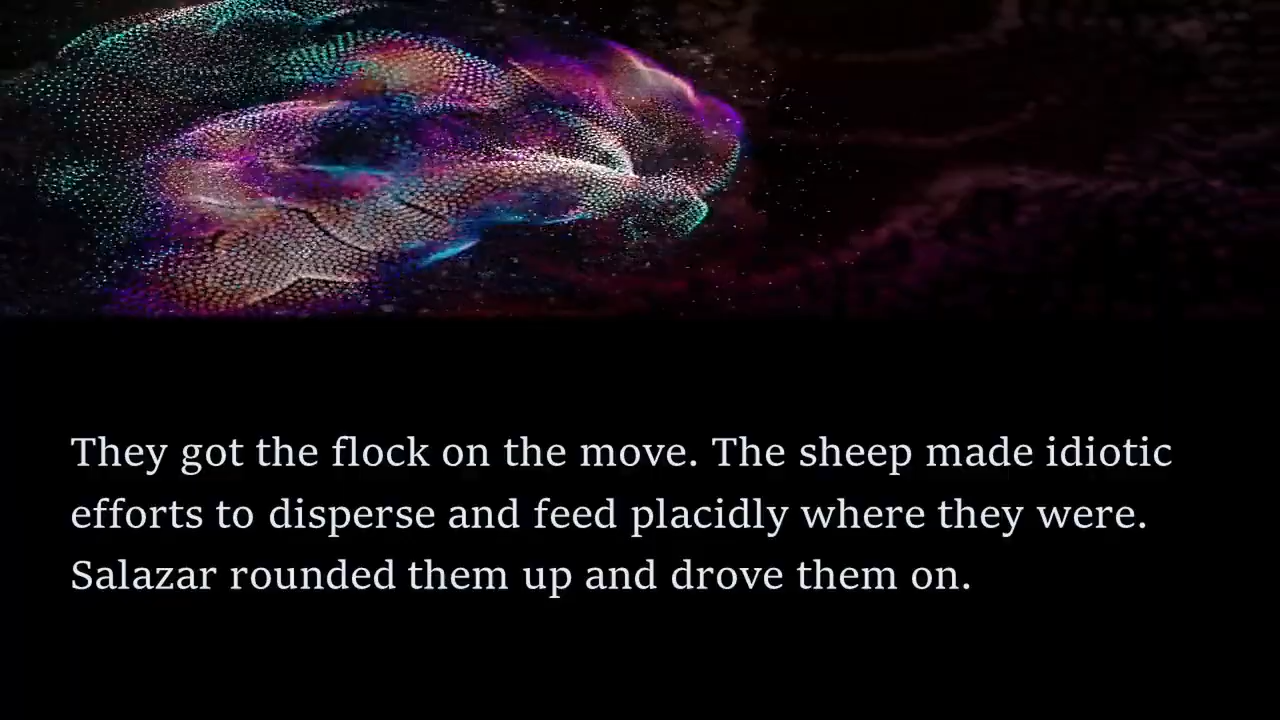 They got the flock on the move. The sheep made idiotic
efforts to disperse and feed placidly where they were.
Salazar rounded them up and drove them on.